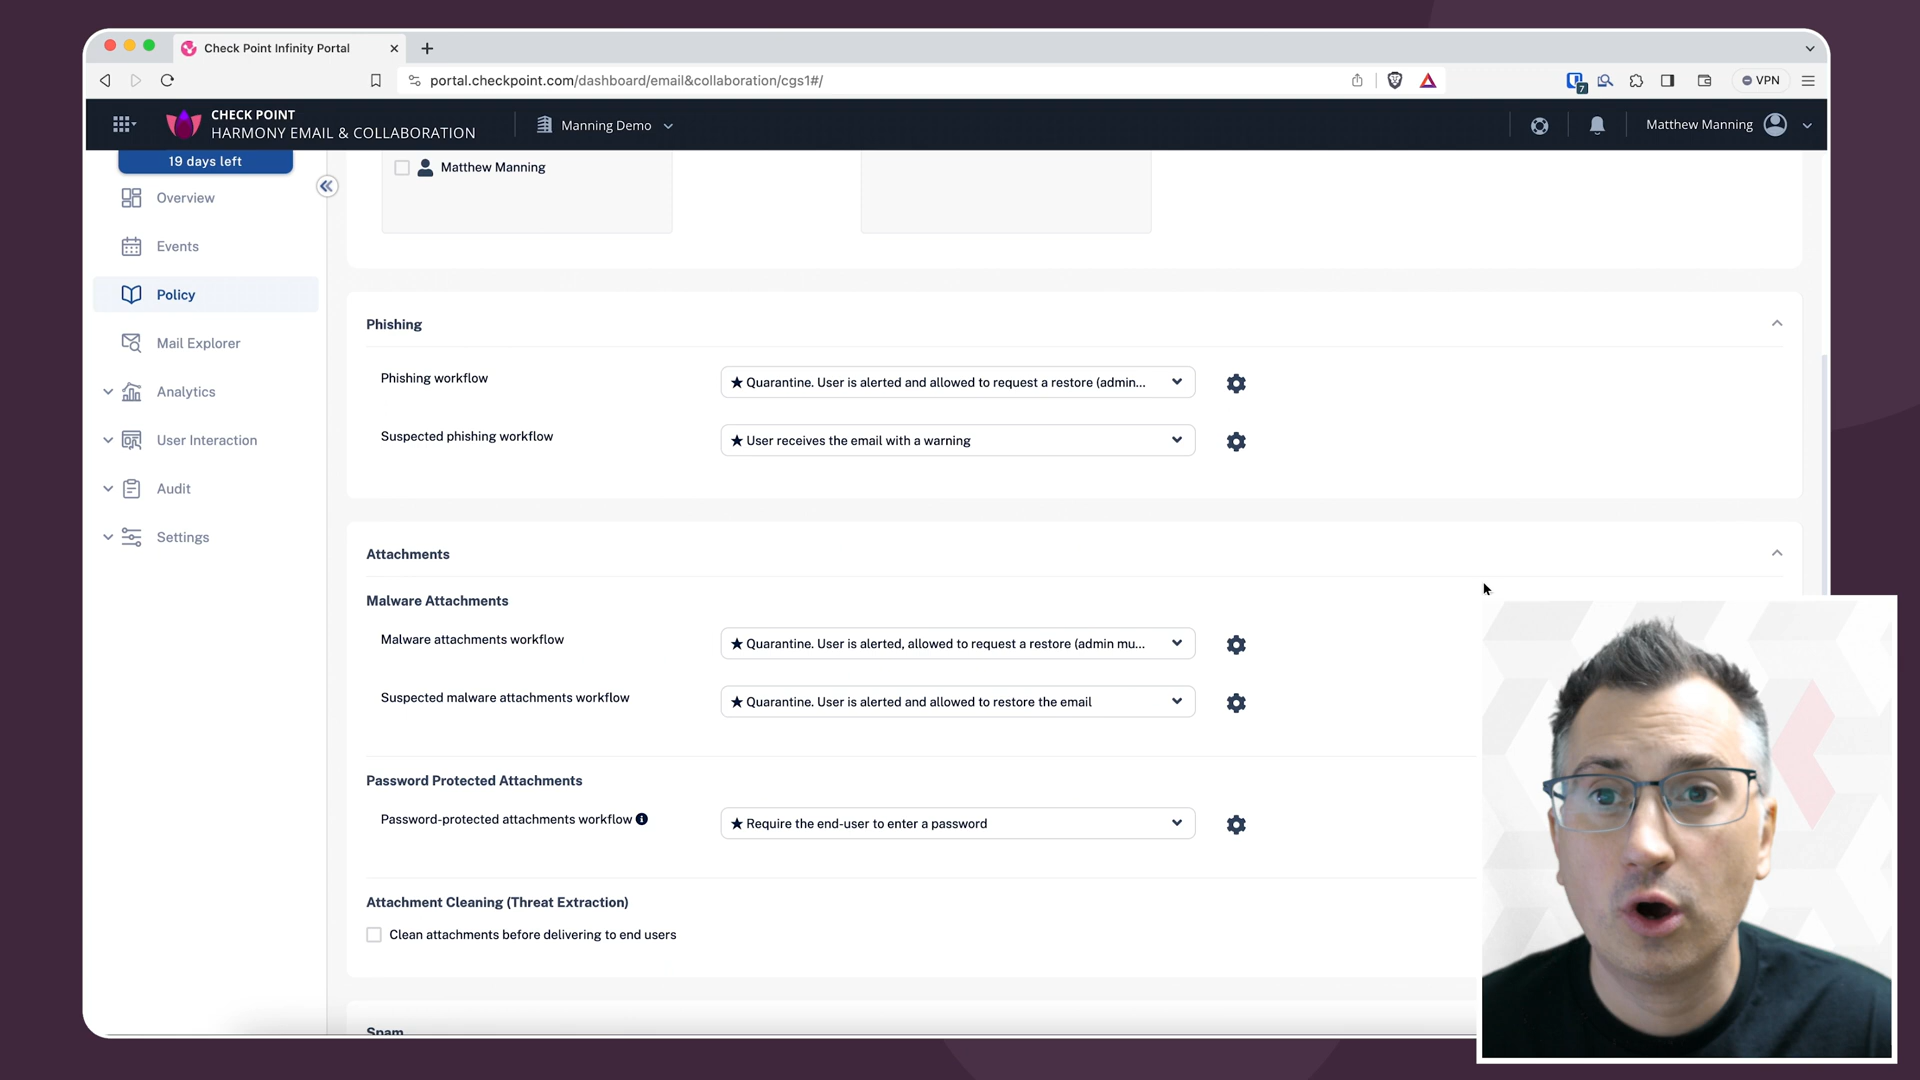 Check Point Infinity Portal
portal.checkpoint.com/dashboard/email&collaboration/cgs1#/
7
VPN
CHECK POINT
HARMONY EMAIL & COLLABORATION
Manning Demo
Matthew Manning
19 days left
Overview
Events
Policy
Mail Explorer
Analytics
User Interaction
Audit
Settings
Matthew Manning
Phishing
Phishing workflow
★ Quarantine. User is alerted and allowed to request a restore (admin...
Suspected phishing workflow
★ User receives the email with a warning
Attachments
Malware Attachments
Malware attachments workflow
★ Quarantine. User is alerted, allowed to request a restore (admin mu...
Suspected malware attachments workflow
★ Quarantine. User is alerted and allowed to restore the email
Password Protected Attachments
Password-protected attachments workflow
★ Require the end-user to enter a password
Attachment Cleaning (Threat Extraction)
Clean attachments before delivering to end users
Spam